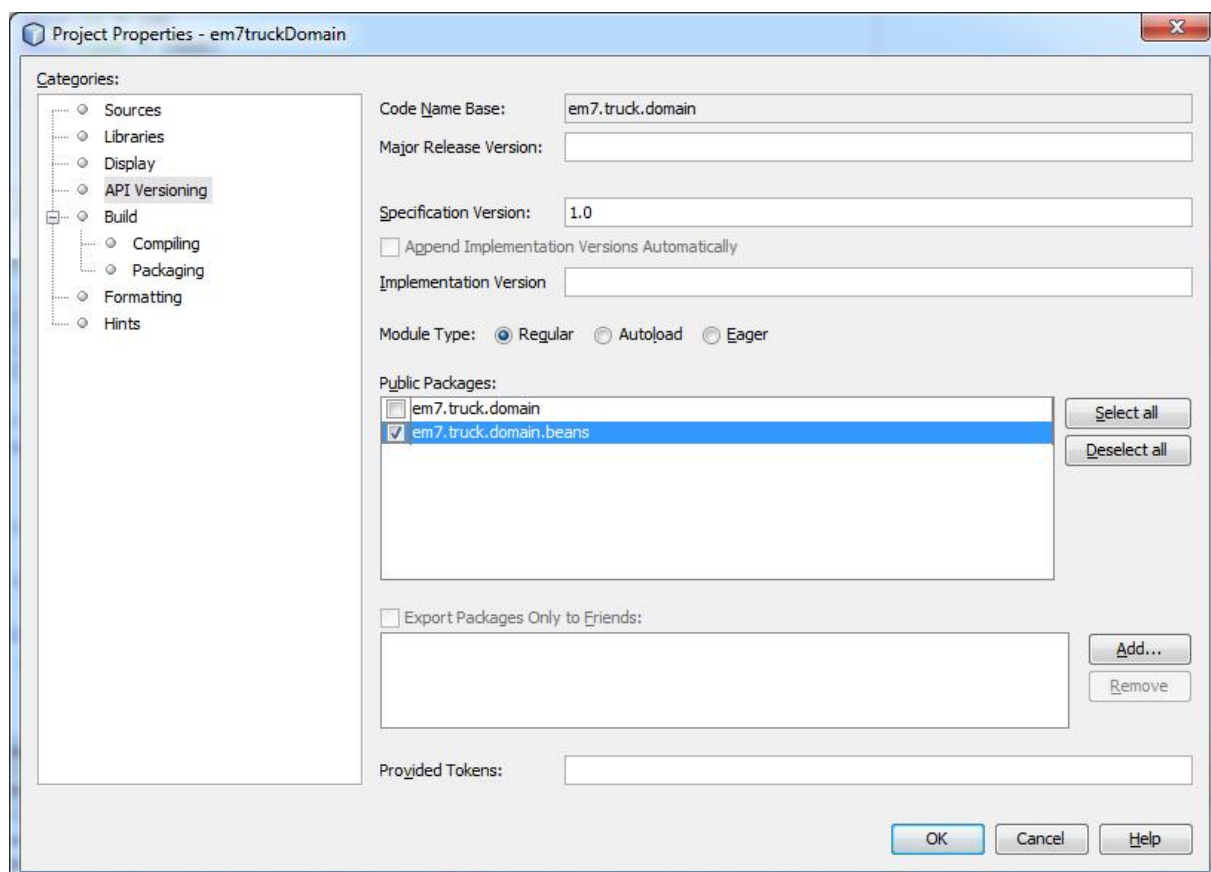 Project Properties - em7truckDomain
Categories:
Sources
Libraries
Display
API Versioning
Build
Compiling
Packaging
Formatting
Hints
Code Name Base: em7.truck.domain
Major Release Version:
Specification Version: 1.0
Append Implementation Versions Automatically
Implementation Version
Module Type: Regular Autoload Eager
Public Packages:
em7.truck.domain
em7.truck.domain.beans
Select all
Deselect all
Export Packages Only to Friends:
Add...
Remove
Provided Tokens:
OK Cancel Help